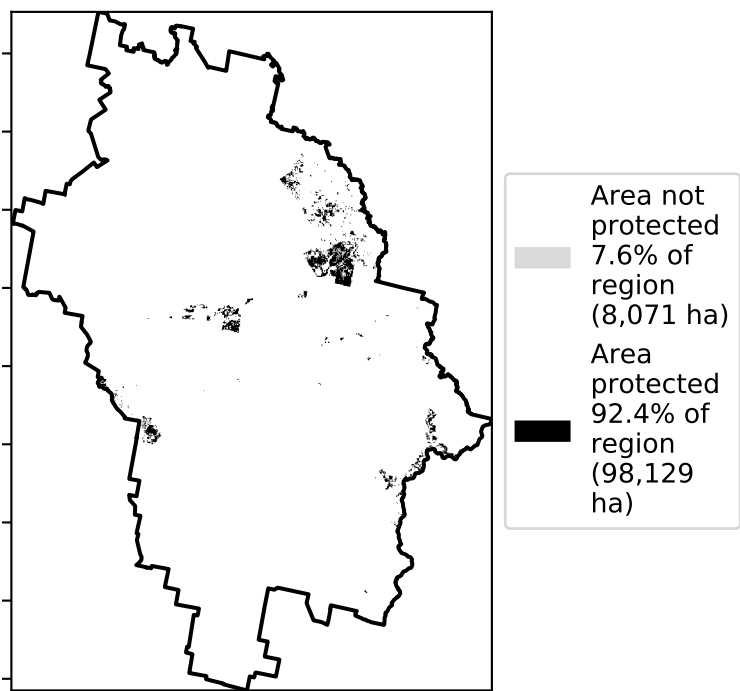 Area not
protected
7.6% of
region
(8,071 ha)
Area
protected
92.4% of
region
(98,129
ha)